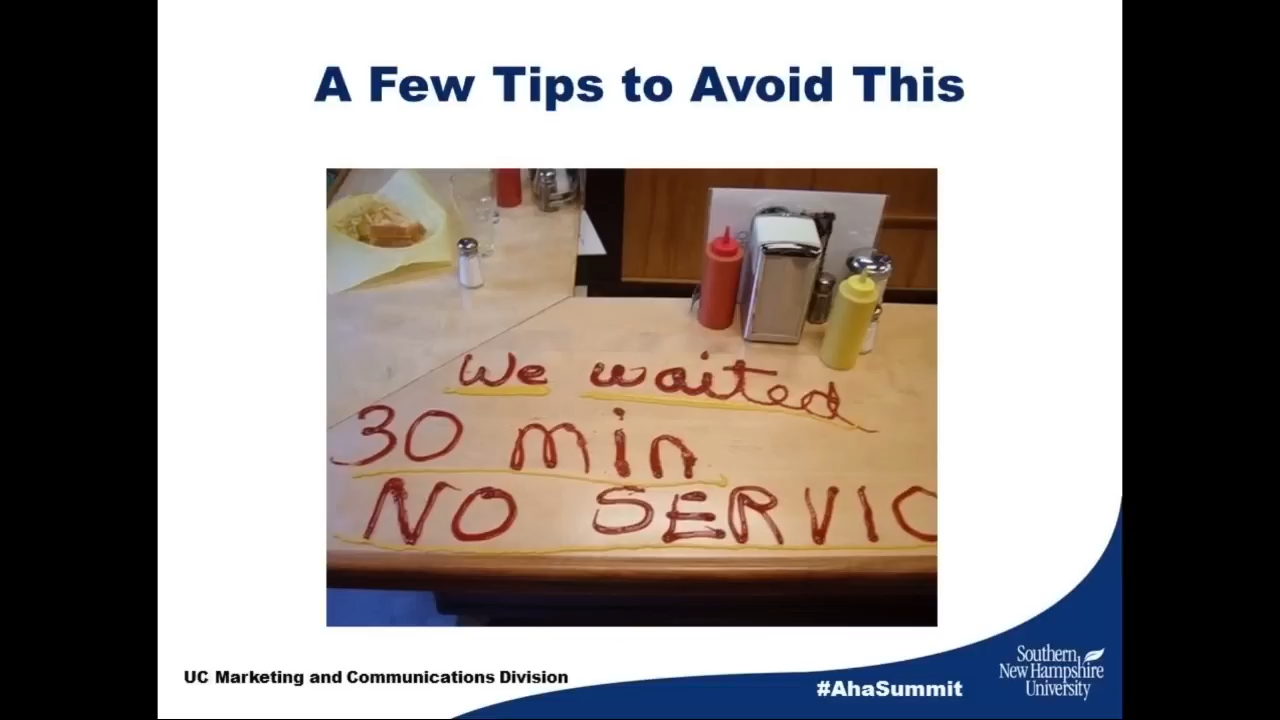 A Few Tips to Avoid This
We waited
30 min
NO SERVIC
UC Marketing and Communications Division
#AhaSummit
Southern
New Hampshire
University